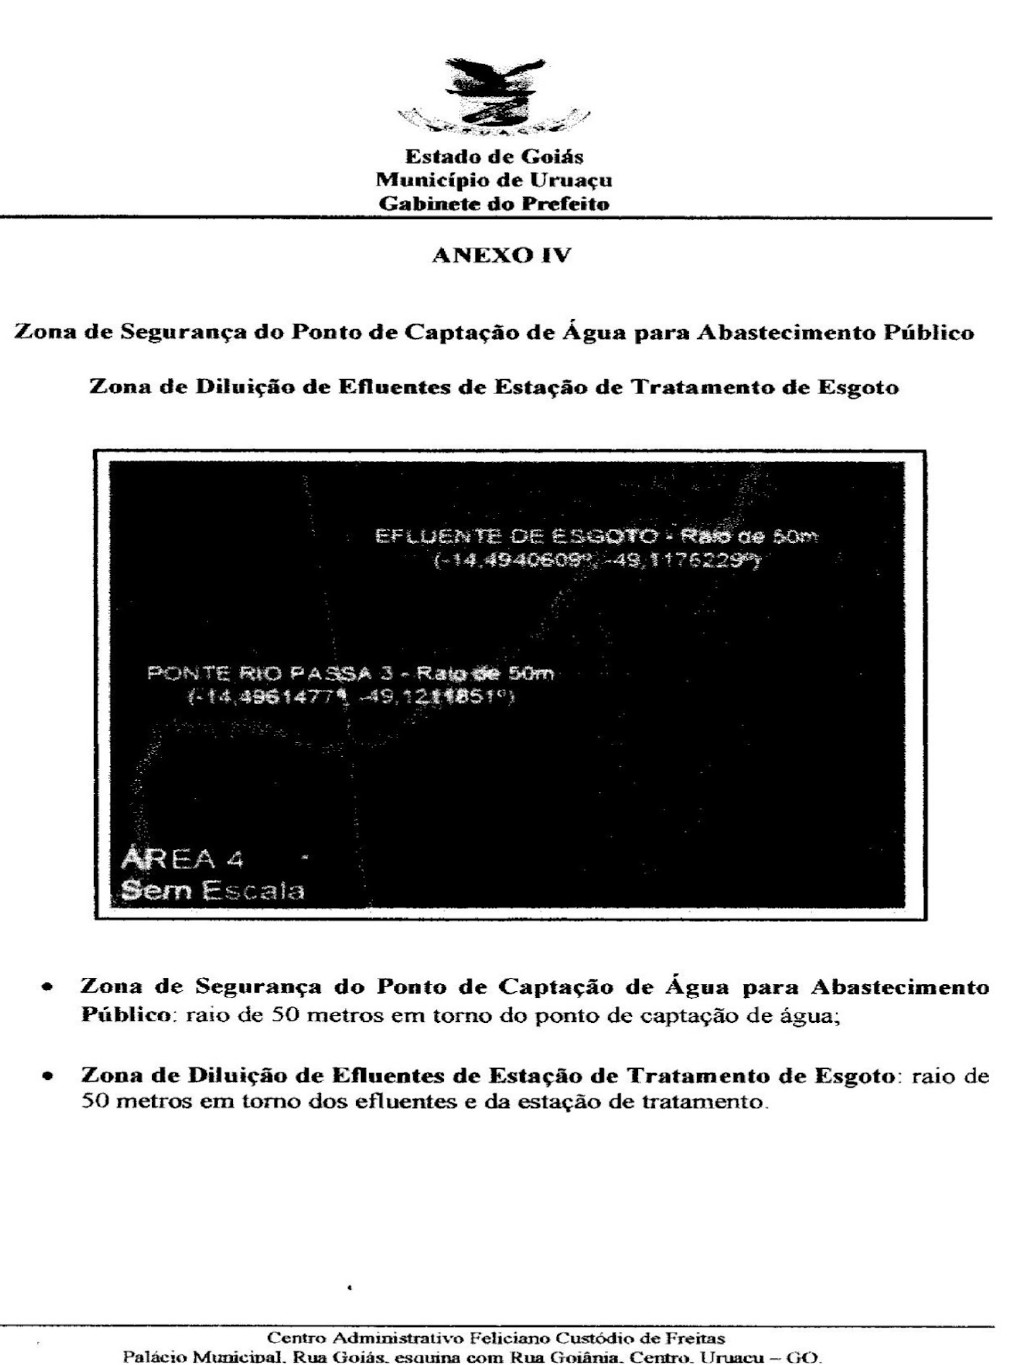 Estado de Goiás
Município de Uruaçu
Gabinete do Prefeito
ANEXO IV
Zona de Segurança do Ponto de Captação de Água para Abastecimento Público
Zona de Diluição de Efluentes de Estação de Tratamento de Esgoto
EFLUENTE DE ESGOTO - Raio de 50m
(-14,4940609º, -49,1176229º)
PONTE RIO PASSA 3 - Raio de 50m
(-14,4961477º, -49,1211851º)
ÁREA 4
Sem Escala
• Zona de Segurança do Ponto de Captação de Água para Abastecimento
Público: raio de 50 metros em torno do ponto de captação de água;
• Zona de Diluição de Efluentes de Estação de Tratamento de Esgoto: raio de
50 metros em torno dos efluentes e da estação de tratamento.
Centro Administrativo Feliciano Custódio de Freitas
Palácio Municipal, Rua Goiás, esquina com Rua Goiânia, Centro, Uruaçu – GO.